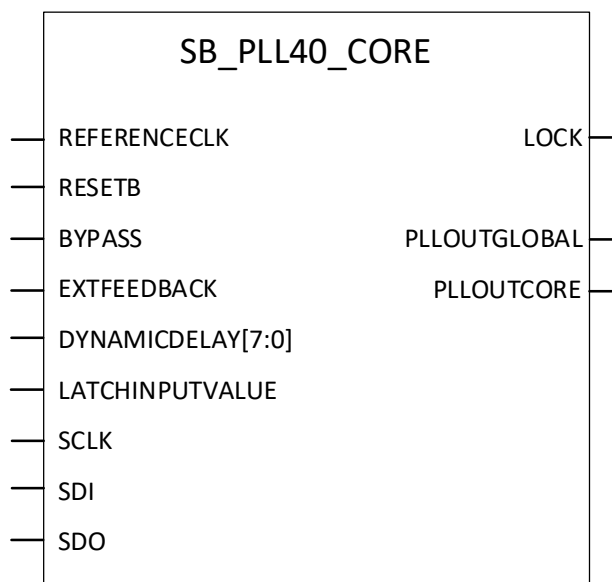 SB_PLL40_CORE
REFERENCECLK
RESETB
BYPASS
EXTFEEDBACK
DYNAMICDELAY[7:0]
LATCHINPUTVALUE
SCLK
SDI
SDO
LOCK
PLLOUTGLOBAL
PLLOUTCORE